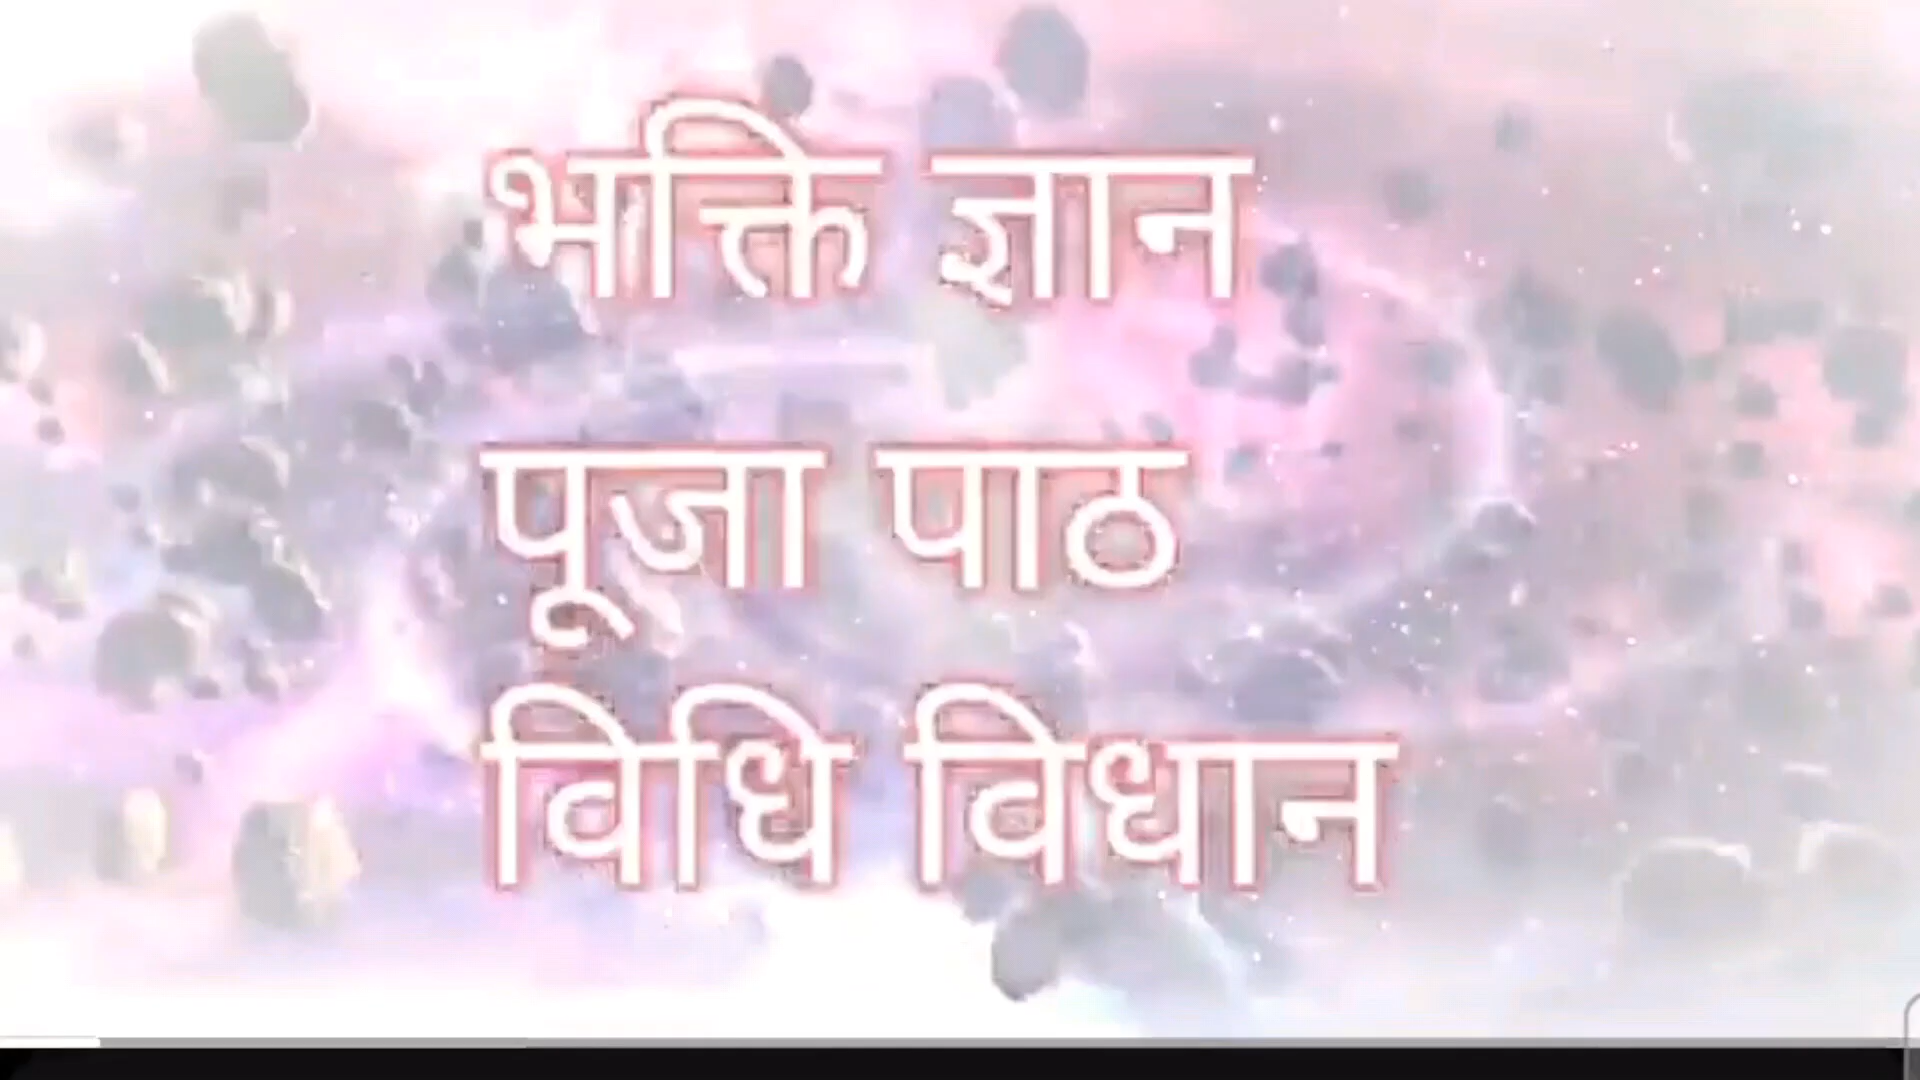 भक्ति ज्ञान
पूजा पाठ
विधि विधान